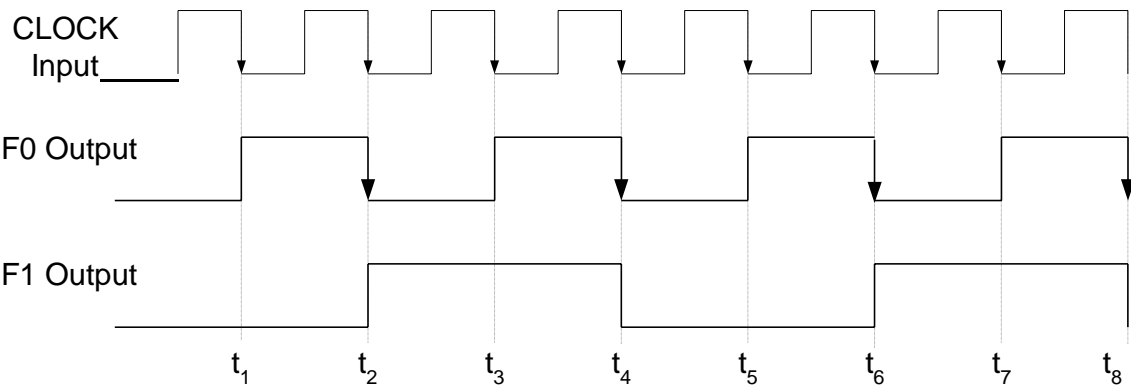 CLOCK
Input
F0 Output
F1 Output
t1 t2 t3 t4 t5 t6 t7 t8